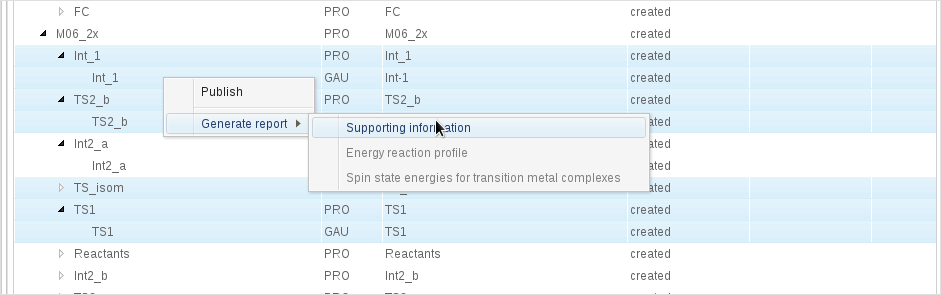 FC PRO FC created
M06_2x PRO M06_2x created
Int_1 PRO Int_1 created
Int_1 GAU Int-1 created
Publish
TS2_b PRO TS2_b created
TS2_b created
Generate report
Supporting information
Int2_a created
Energy reaction profile
Int2_a created
Spin state energies for transition metal complexes
TS_isom created
TS1 PRO TS1 created
TS1 GAU TS1 created
Reactants PRO Reactants created
Int2_b PRO Int2_b created